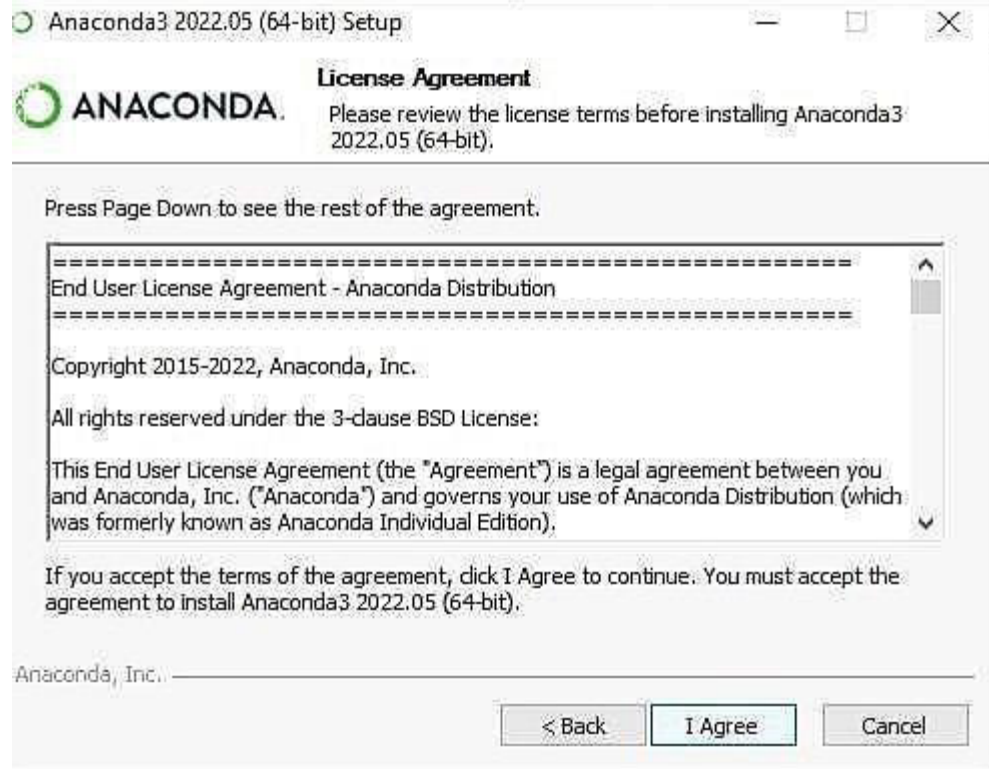 Anaconda3 2022.05 (64-bit) Setup
ANACONDA.
License Agreement
Please review the license terms before installing Anaconda3
2022.05 (64-bit).
Press Page Down to see the rest of the agreement.
===================================================
End User License Agreement - Anaconda Distribution
===================================================
Copyright 2015-2022, Anaconda, Inc.
All rights reserved under the 3-clause BSD License:
This End User License Agreement (the "Agreement") is a legal agreement between you
and Anaconda, Inc. ("Anaconda") and governs your use of Anaconda Distribution (which
was formerly known as Anaconda Individual Edition).
If you accept the terms of the agreement, click I Agree to continue. You must accept the
agreement to install Anaconda3 2022.05 (64-bit).
Anaconda, Inc.
< Back
I Agree
Cancel